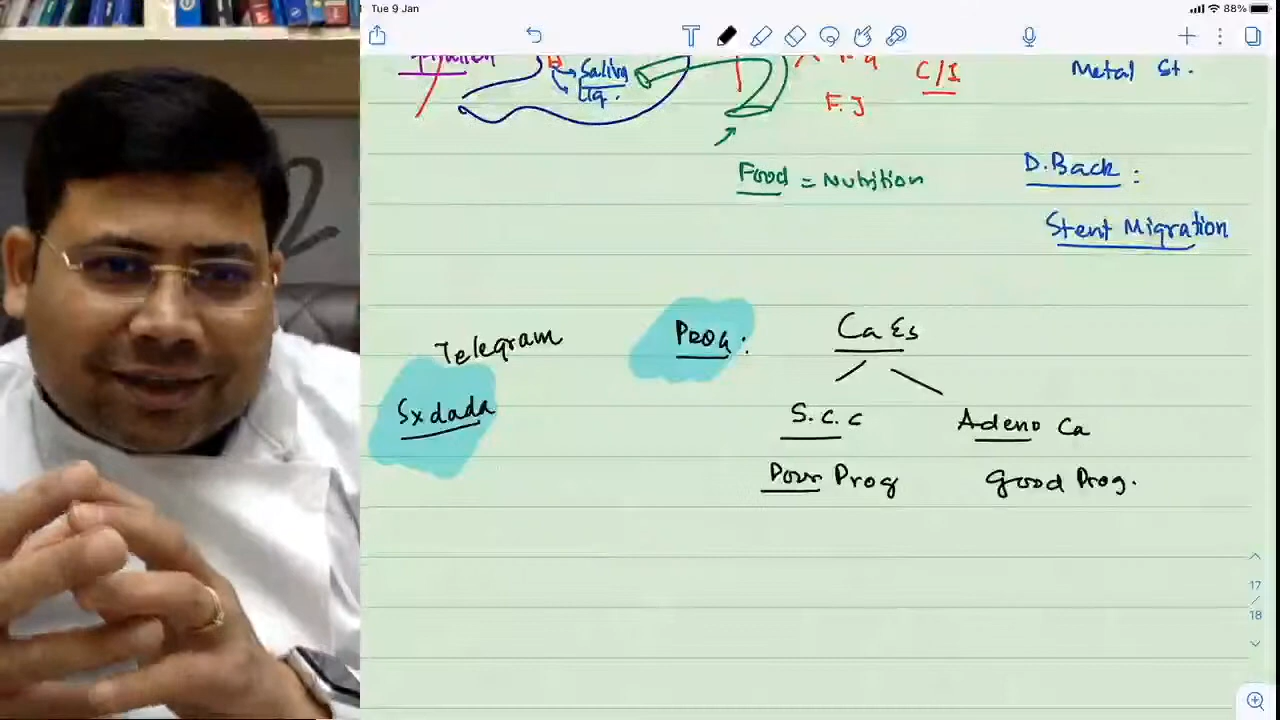 Tue 9 Jan
88%
T
Saliva
Liq.
C/I
Metal St.
F.J
Food = Nutrition
D.Back :
Stent Migration
Telegram
Prog :
Ca Es
Sxdada
S.C.C
Adeno Ca
Poor Prog
Good Prog.
17
18